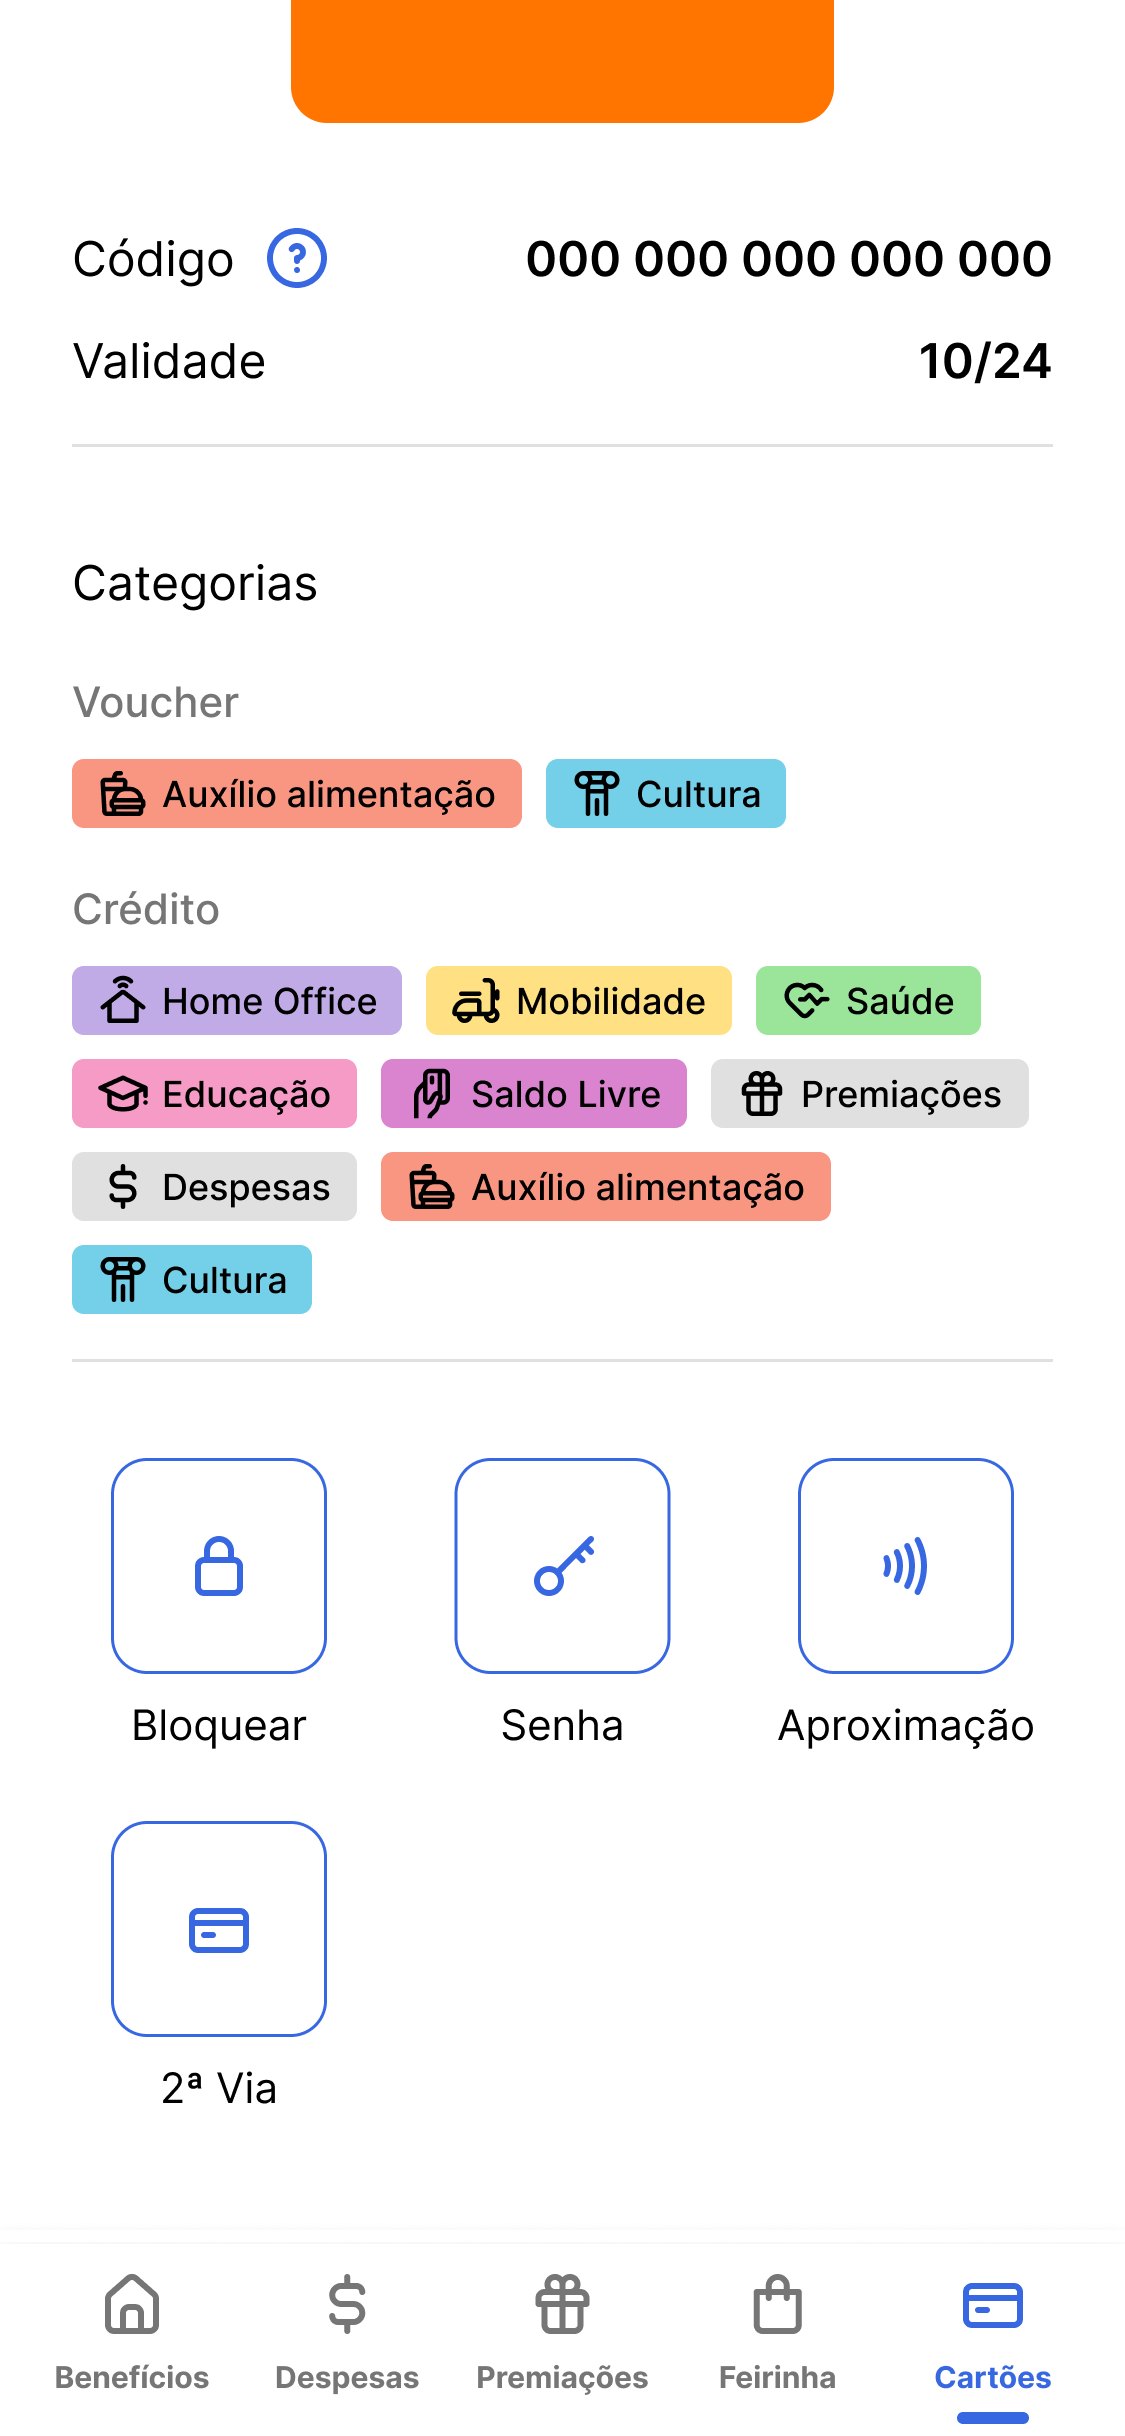 Código ? 000 000 000 000 000
Validade 10/24
Categorias
Voucher
Auxílio alimentação Cultura
Crédito
Home Office Mobilidade Saúde
Educação Saldo Livre Premiações
$ Despesas Auxílio alimentação
Cultura
Bloquear Senha Aproximação
2ª Via
Benefícios Despesas Premiações Feirinha Cartões